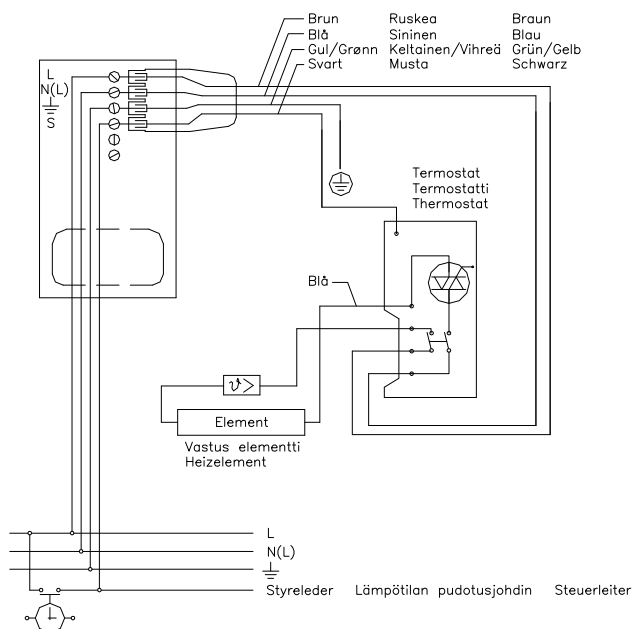 Brun Ruskea Braun
Blå Sininen Blau
Gul/Grønn Keltainen/Vihreä Grün/Gelb
Svart Musta Schwarz
L
N(L)
S
Termostat
Termostatti
Thermostat
Blå
ϑ>
Element
Vastus elementti
Heizelement
L
N(L)
Styreleder Lämpötilan pudotusjohdin Steuerleiter